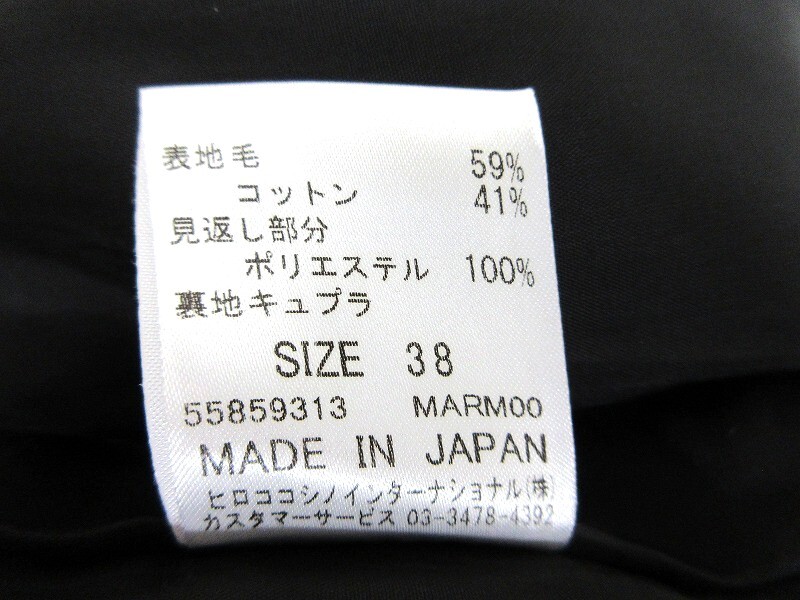 表地毛 59%
コットン 41%
見返し部分
ポリエステル 100%
裏地キュプラ
SIZE 38
55859313 MARM00
MADE IN JAPAN
ヒロココシノインターナショナル(株)
カスタマーサービス 03-3478-4392